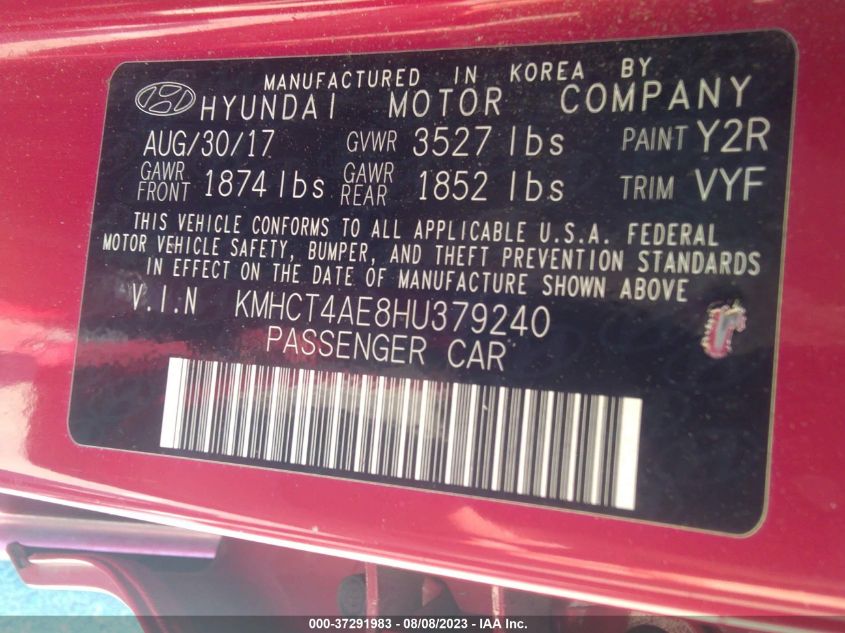 MANUFACTURED IN KOREA BY
HYUNDAI MOTOR COMPANY
AUG/30/17 GVWR 3527 lbs PAINT Y2R
GAWR FRONT 1874 lbs GAWR REAR 1852 lbs TRIM VYF
THIS VEHICLE CONFORMS TO ALL APPLICABLE U.S.A. FEDERAL
MOTOR VEHICLE SAFETY, BUMPER, AND THEFT PREVENTION STANDARDS
IN EFFECT ON THE DATE OF MANUFACTURE SHOWN ABOVE
V.I.N KMHCT4AE8HU379240
PASSENGER CAR
000-37291983 - 08/08/2023 - IAA Inc.